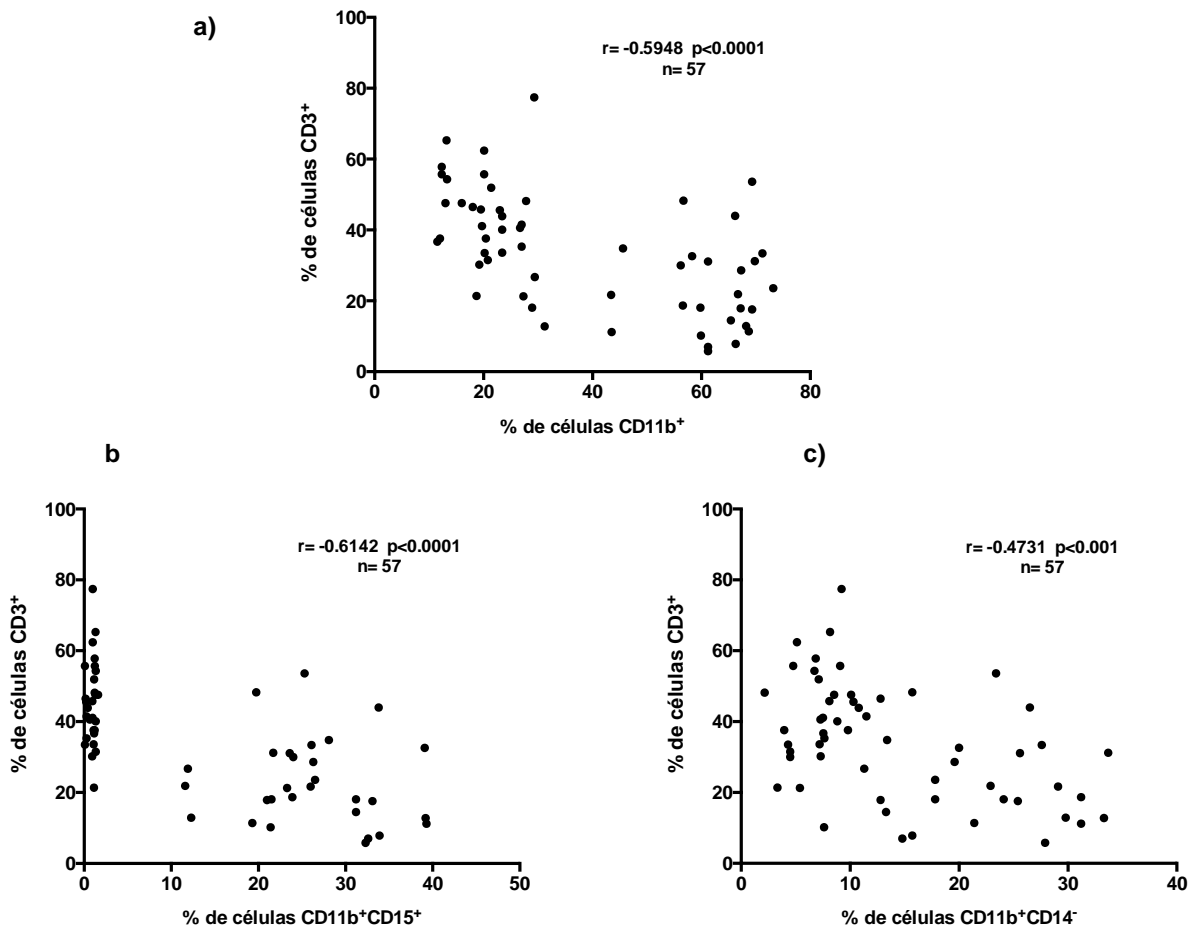 a)
r= -0.5948 p<0.0001
n= 57
% de células CD3⁺
100
80
60
40
20
0
0 20 40 60 80
% de células CD11b⁺
b
r= -0.6142 p<0.0001
n= 57
% de células CD3⁺
100
80
60
40
20
0
0 10 20 30 40 50
% de células CD11b⁺CD15⁺
c)
r= -0.4731 p<0.001
n= 57
% de células CD3⁺
100
80
60
40
20
0
0 10 20 30 40
% de células CD11b⁺CD14⁻